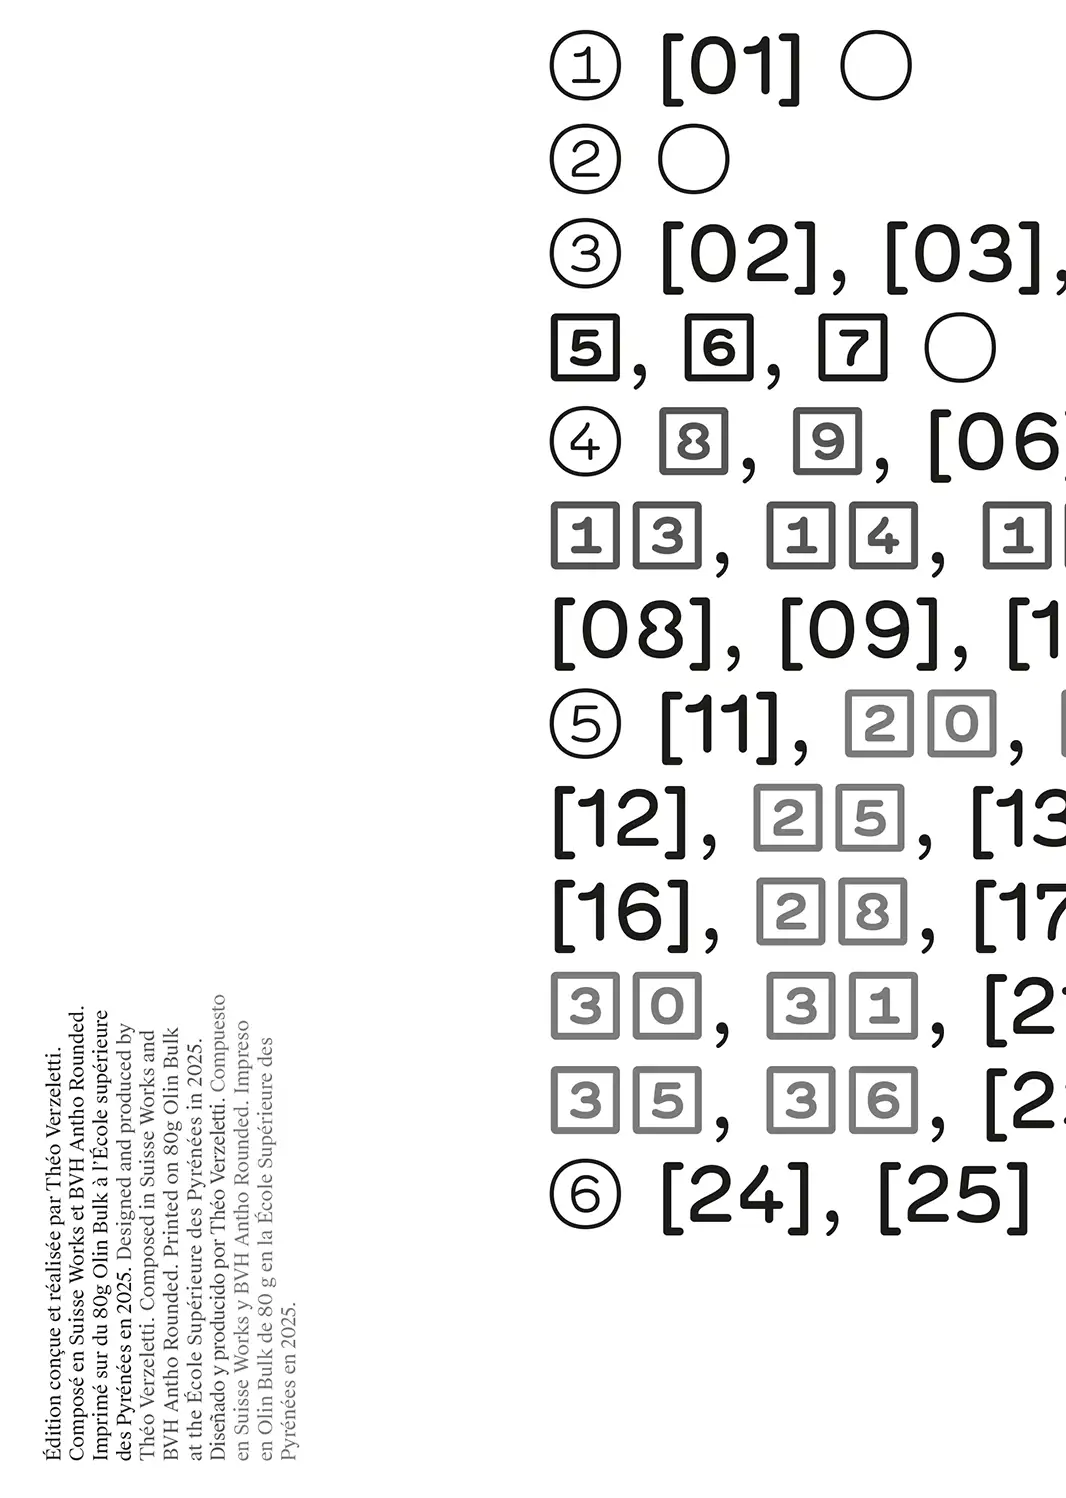 ① [01] ○
② ○
③ [02], [03],
5, 6, 7 ○
④ 8, 9, [06]
13, 14, 1
[08], [09], [1
⑤ [11], 20,
[12], 25, [13
[16], 28, [17
30, 31, [2
35, 36, [2
⑥ [24], [25]
Édition conçue et réalisée par Théo Verzeletti.
Composé en Suisse Works et BVH Antho Rounded.
Imprimé sur du 80g Olin Bulk à l’École supérieure
des Pyrénées en 2025. Designed and produced by
Théo Verzeletti. Composed in Suisse Works and
BVH Antho Rounded. Printed on 80g Olin Bulk
at the École Supérieure des Pyrénées in 2025.
Diseñado y producido por Théo Verzeletti. Compuesto
en Suisse Works y BVH Antho Rounded. Impreso
en Olin Bulk de 80 g en la École Supérieure des
Pyrénées en 2025.